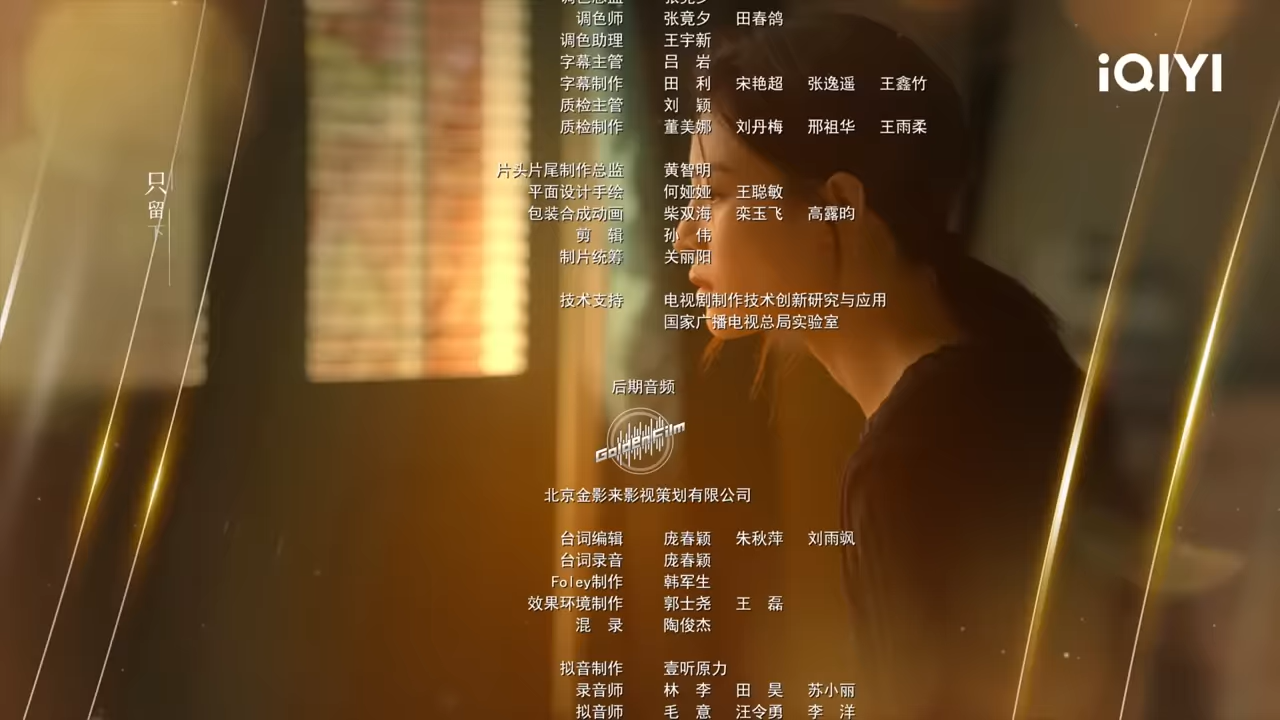 调色师 张竟夕 田春鸽
调色助理 王宇新
字幕主管 吕 岩
字幕制作 田 利 宋艳超 张逸遥 王鑫竹
质检主管 刘 颖
质检制作 董美娜 刘丹梅 邢祖华 王雨柔
片头片尾制作总监 黄智明
平面设计手绘 何娅娅 王聪敏
包装合成动画 柴双海 栾玉飞 高露昀
剪 辑 孙 伟
制片统筹 关丽阳
技术支持 电视剧制作技术创新研究与应用
国家广播电视总局实验室
后期音频
GoldenFilm
北京金影来影视策划有限公司
台词编辑 庞春颖 朱秋萍 刘雨飒
台词录音 庞春颖
Foley制作 韩军生
效果环境制作 郭士尧 王 磊
混 录 陶俊杰
拟音制作 壹听原力
录音师 林 李 田 昊 苏小丽
拟音师 毛 意 汪令勇 李 洋
只留下
iQIYI